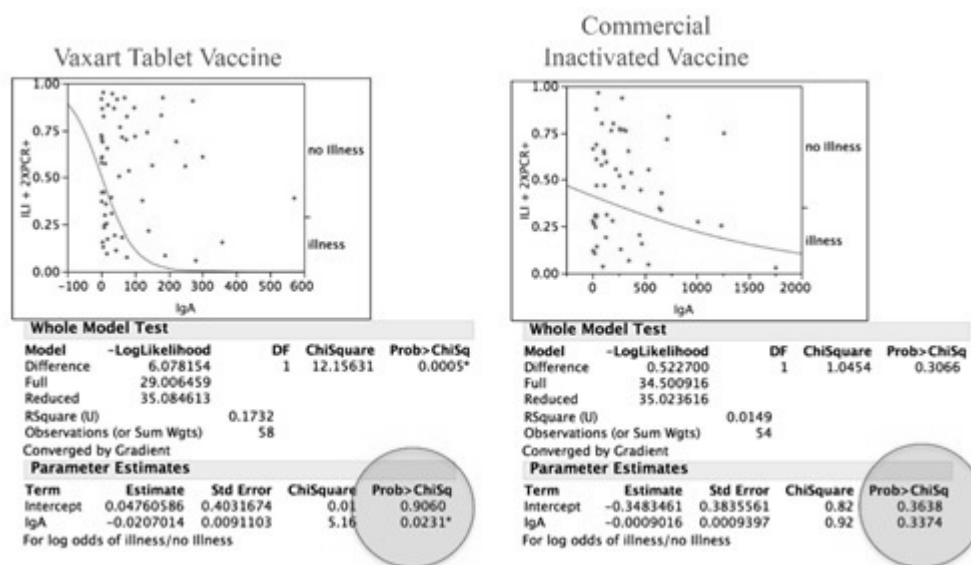 Vaxart Tablet Vaccine
1.00
0.75
0.50
0.25
0.00
ILI + 2XPCR+
no Illness
illness
-100 0 100 200 300 400 500 600
IgA
Whole Model Test
Model -LogLikelihood DF ChiSquare Prob>ChiSq
Difference 6.078154 1 12.15631 0.0005*
Full 29.006459
Reduced 35.084613
RSquare (U) 0.1732
Observations (or Sum Wgts) 58
Converged by Gradient
Parameter Estimates
Term Estimate Std Error ChiSquare Prob>ChiSq
Intercept 0.04760586 0.4031674 0.01 0.9060
IgA -0.0207014 0.0091103 5.16 0.0231*
For log odds of illness/no Illness
Commercial
Inactivated Vaccine
1.00
0.75
0.50
0.25
0.00
ILI + 2XPCR+
no Illness
illness
0 500 1000 1500 2000
IgA
Whole Model Test
Model -LogLikelihood DF ChiSquare Prob>ChiSq
Difference 0.522700 1 1.0454 0.3066
Full 34.500916
Reduced 35.023616
RSquare (U) 0.0149
Observations (or Sum Wgts) 54
Converged by Gradient
Parameter Estimates
Term Estimate Std Error ChiSquare Prob>ChiSq
Intercept -0.3483461 0.3835561 0.82 0.3638
IgA -0.0009016 0.0009397 0.92 0.3374
For log odds of illness/no Illness